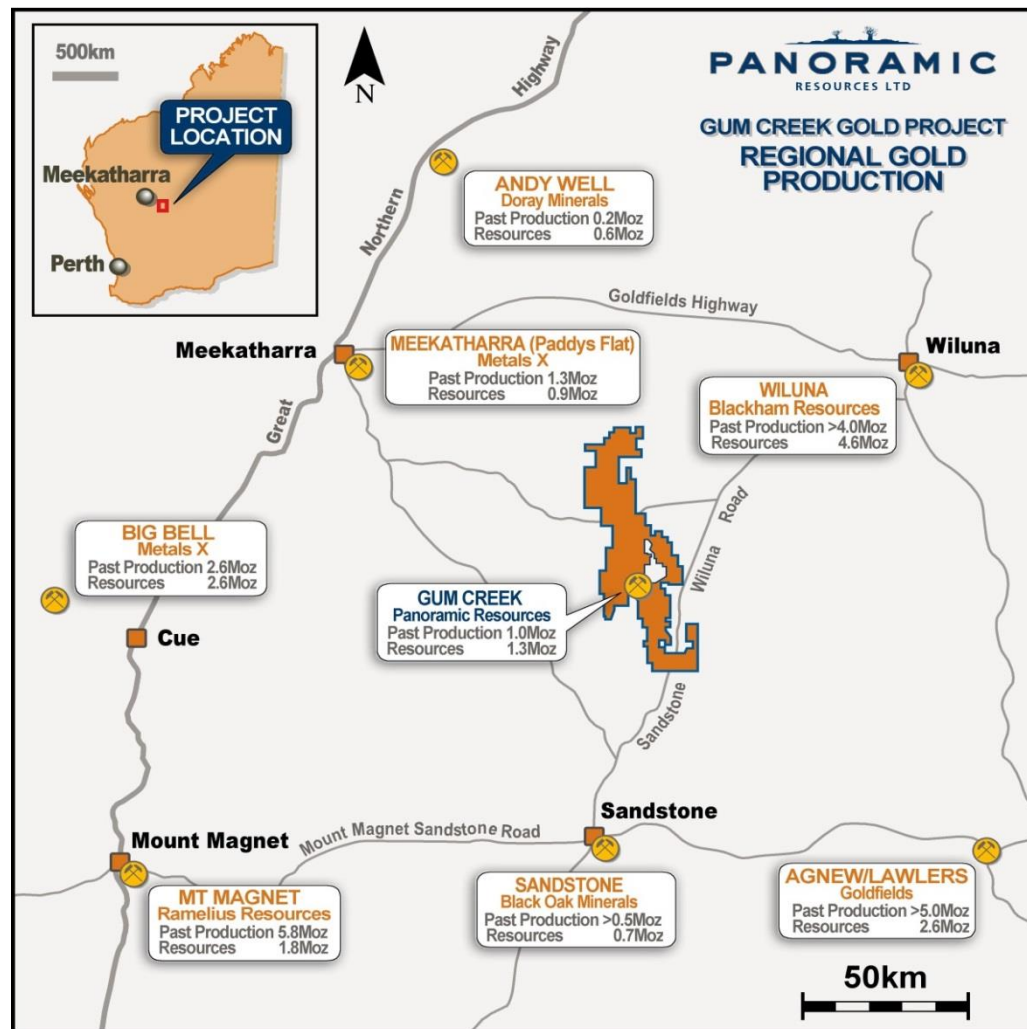 500km
PROJECT
LOCATION
Meekatharra
Perth
N
PANORAMIC
RESOURCES LTD
GUM CREEK GOLD PROJECT
REGIONAL GOLD
PRODUCTION
Highway
Northern
Great
ANDY WELL
Doray Minerals
Past Production 0.2Moz
Resources 0.6Moz
Goldfields Highway
Meekatharra
MEEKATHARRA (Paddys Flat)
Metals X
Past Production 1.3Moz
Resources 0.9Moz
Wiluna
WILUNA
Blackham Resources
Past Production >4.0Moz
Resources 4.6Moz
BIG BELL
Metals X
Past Production 2.6Moz
Resources 2.6Moz
Cue
GUM CREEK
Panoramic Resources
Past Production 1.0Moz
Resources 1.3Moz
Road
Wiluna
Sandstone
Mount Magnet
Mount Magnet Sandstone Road
Sandstone
MT MAGNET
Ramelius Resources
Past Production 5.8Moz
Resources 1.8Moz
SANDSTONE
Black Oak Minerals
Past Production >0.5Moz
Resources 0.7Moz
AGNEW/LAWLERS
Goldfields
Past Production >5.0Moz
Resources 2.6Moz
50km